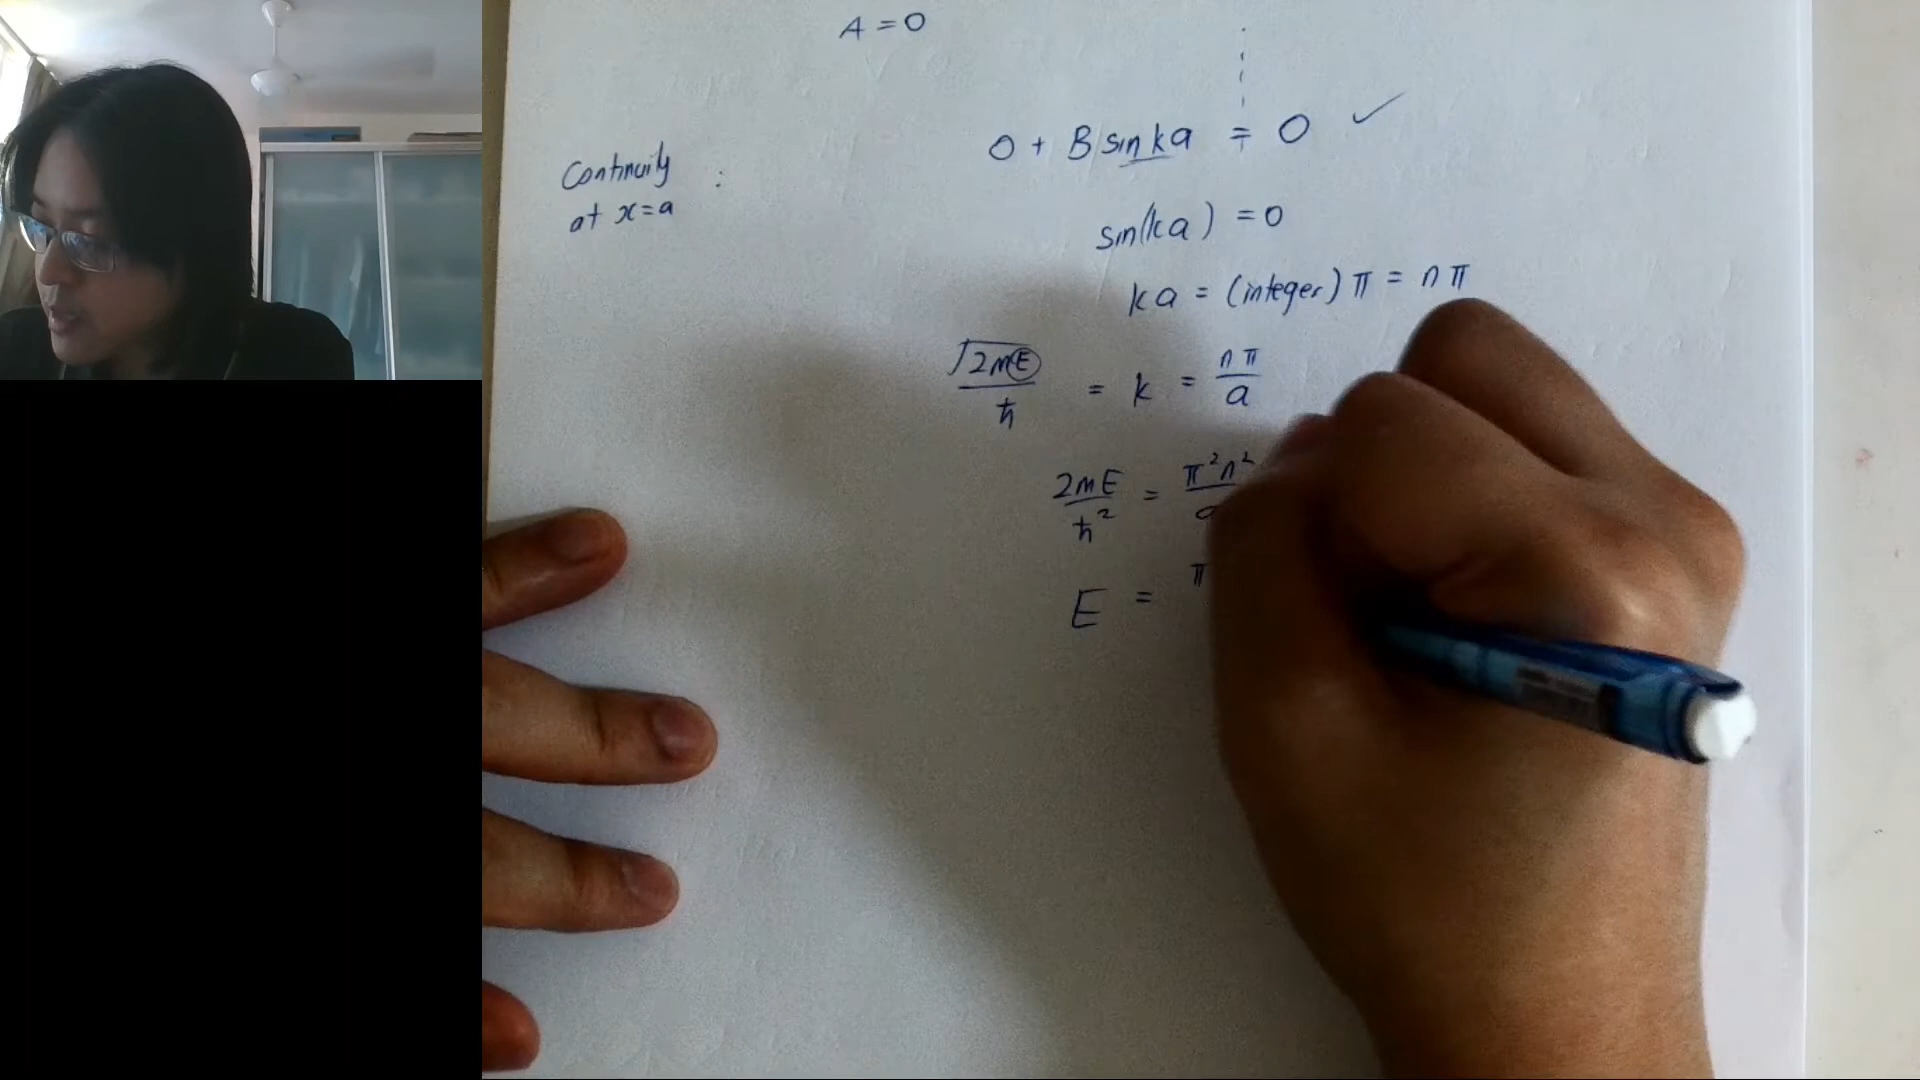 A = 0
0 + B sin ka = 0 ✓
Continuity
at x=a :
sin(ka) = 0
ka = (integer) π = nπ
√2mE/ħ = k = nπ/a
2mE/ħ² = π²n²/
E = π